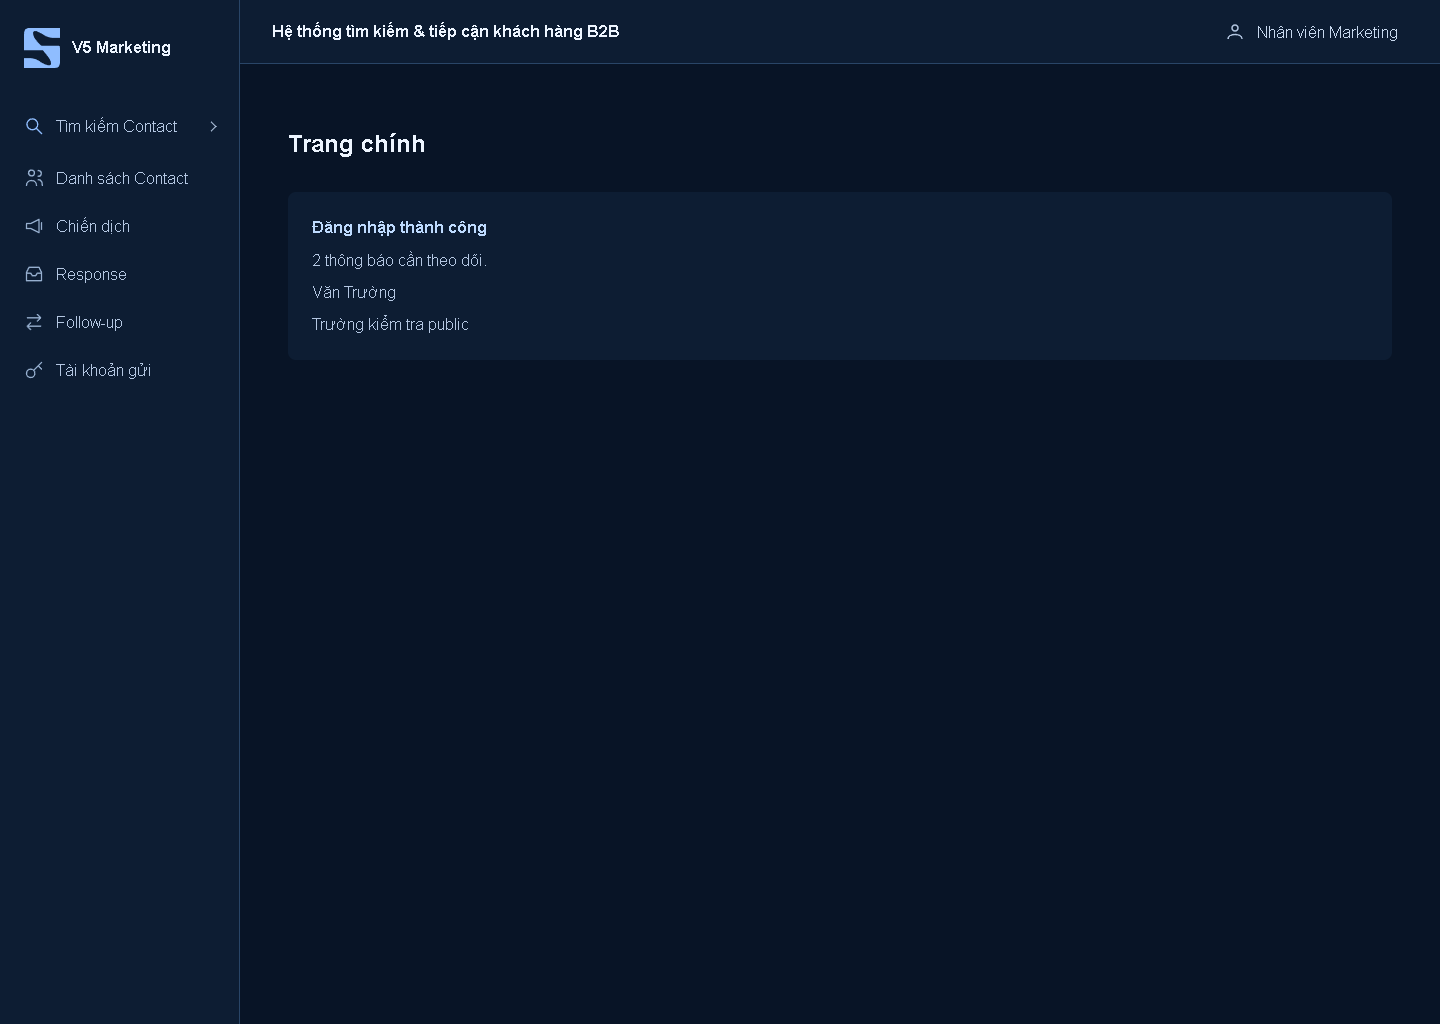 V5 Marketing
Hệ thống tìm kiếm & tiếp cận khách hàng B2B
Nhân viên Marketing
Tìm kiếm Contact
Danh sách Contact
Chiến dịch
Response
Follow-up
Tài khoản gửi
Trang chính
Đăng nhập thành công
2 thông báo cần theo dõi.
Văn Trường
Trường kiểm tra public